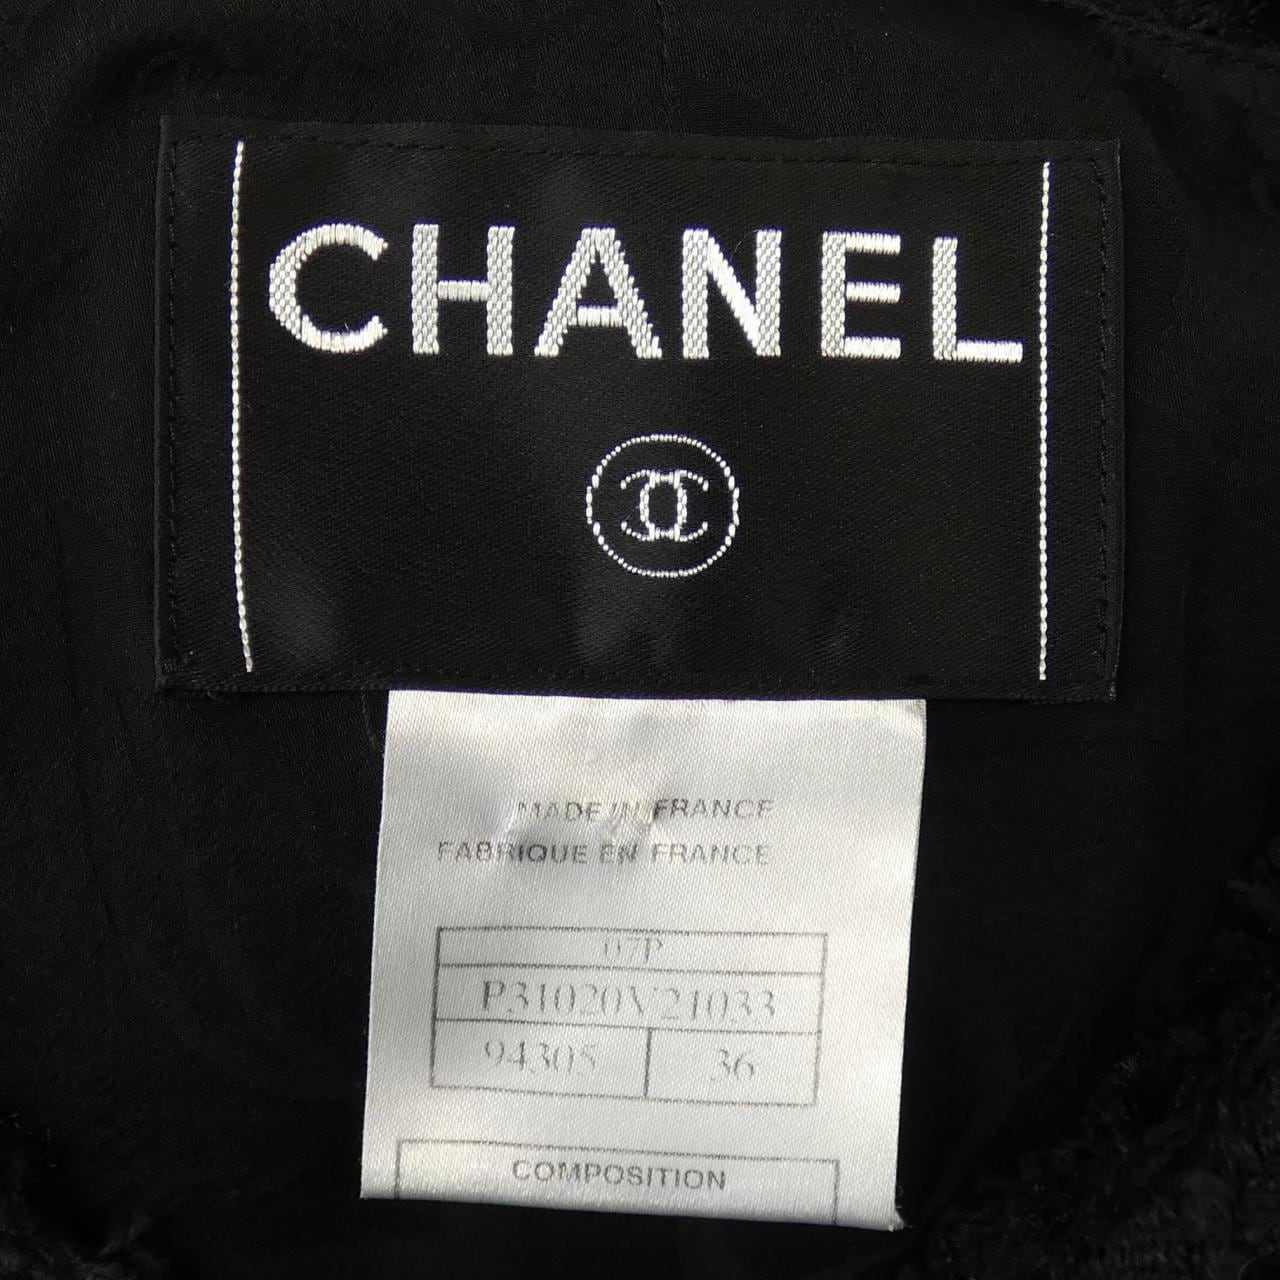 CHANEL
MADE IN FRANCE
FABRIQUE EN FRANCE
07P
P31020V21033
94305 36
COMPOSITION